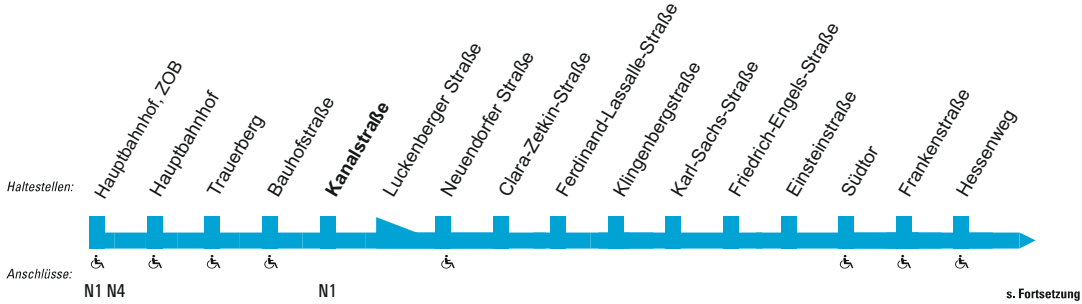 Haltestellen:
Hauptbahnhof, ZOB
Hauptbahnhof
Trauerberg
Bauhofstraße
Kanalstraße
Luckenberger Straße
Neuendorfer Straße
Clara-Zetkin-Straße
Ferdinand-Lassalle-Straße
Klingenbergstraße
Karl-Sachs-Straße
Friedrich-Engels-Straße
Einsteinstraße
Südtor
Frankenstraße
Hessenweg
Anschlüsse:
N1 N4
N1
s. Fortsetzung